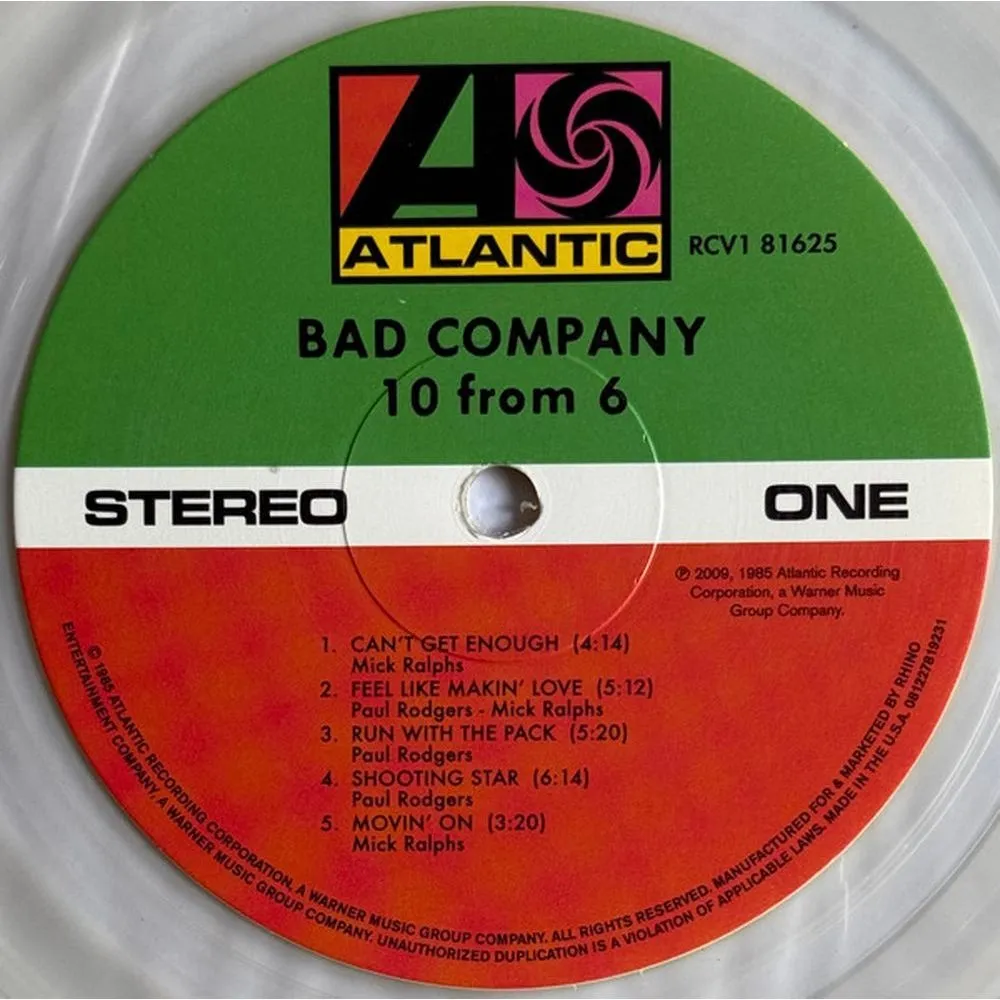 ATLANTIC
RCV1 81625
BAD COMPANY
10 from 6
STEREO
ONE
℗ 2009, 1985 Atlantic Recording
Corporation, a Warner Music
Group Company.
1. CAN'T GET ENOUGH (4:14)
Mick Ralphs
2. FEEL LIKE MAKIN' LOVE (5:12)
Paul Rodgers - Mick Ralphs
3. RUN WITH THE PACK (5:20)
Paul Rodgers
4. SHOOTING STAR (6:14)
Paul Rodgers
5. MOVIN' ON (3:20)
Mick Ralphs
© 1985 ATLANTIC RECORDING CORPORATION, A WARNER MUSIC GROUP COMPANY. ALL RIGHTS RESERVED. MANUFACTURED FOR & MARKETED BY RHINO
ENTERTAINMENT COMPANY, A WARNER MUSIC GROUP COMPANY. UNAUTHORIZED DUPLICATION IS A VIOLATION OF APPLICABLE LAWS. MADE IN THE U.S.A. 081227819231